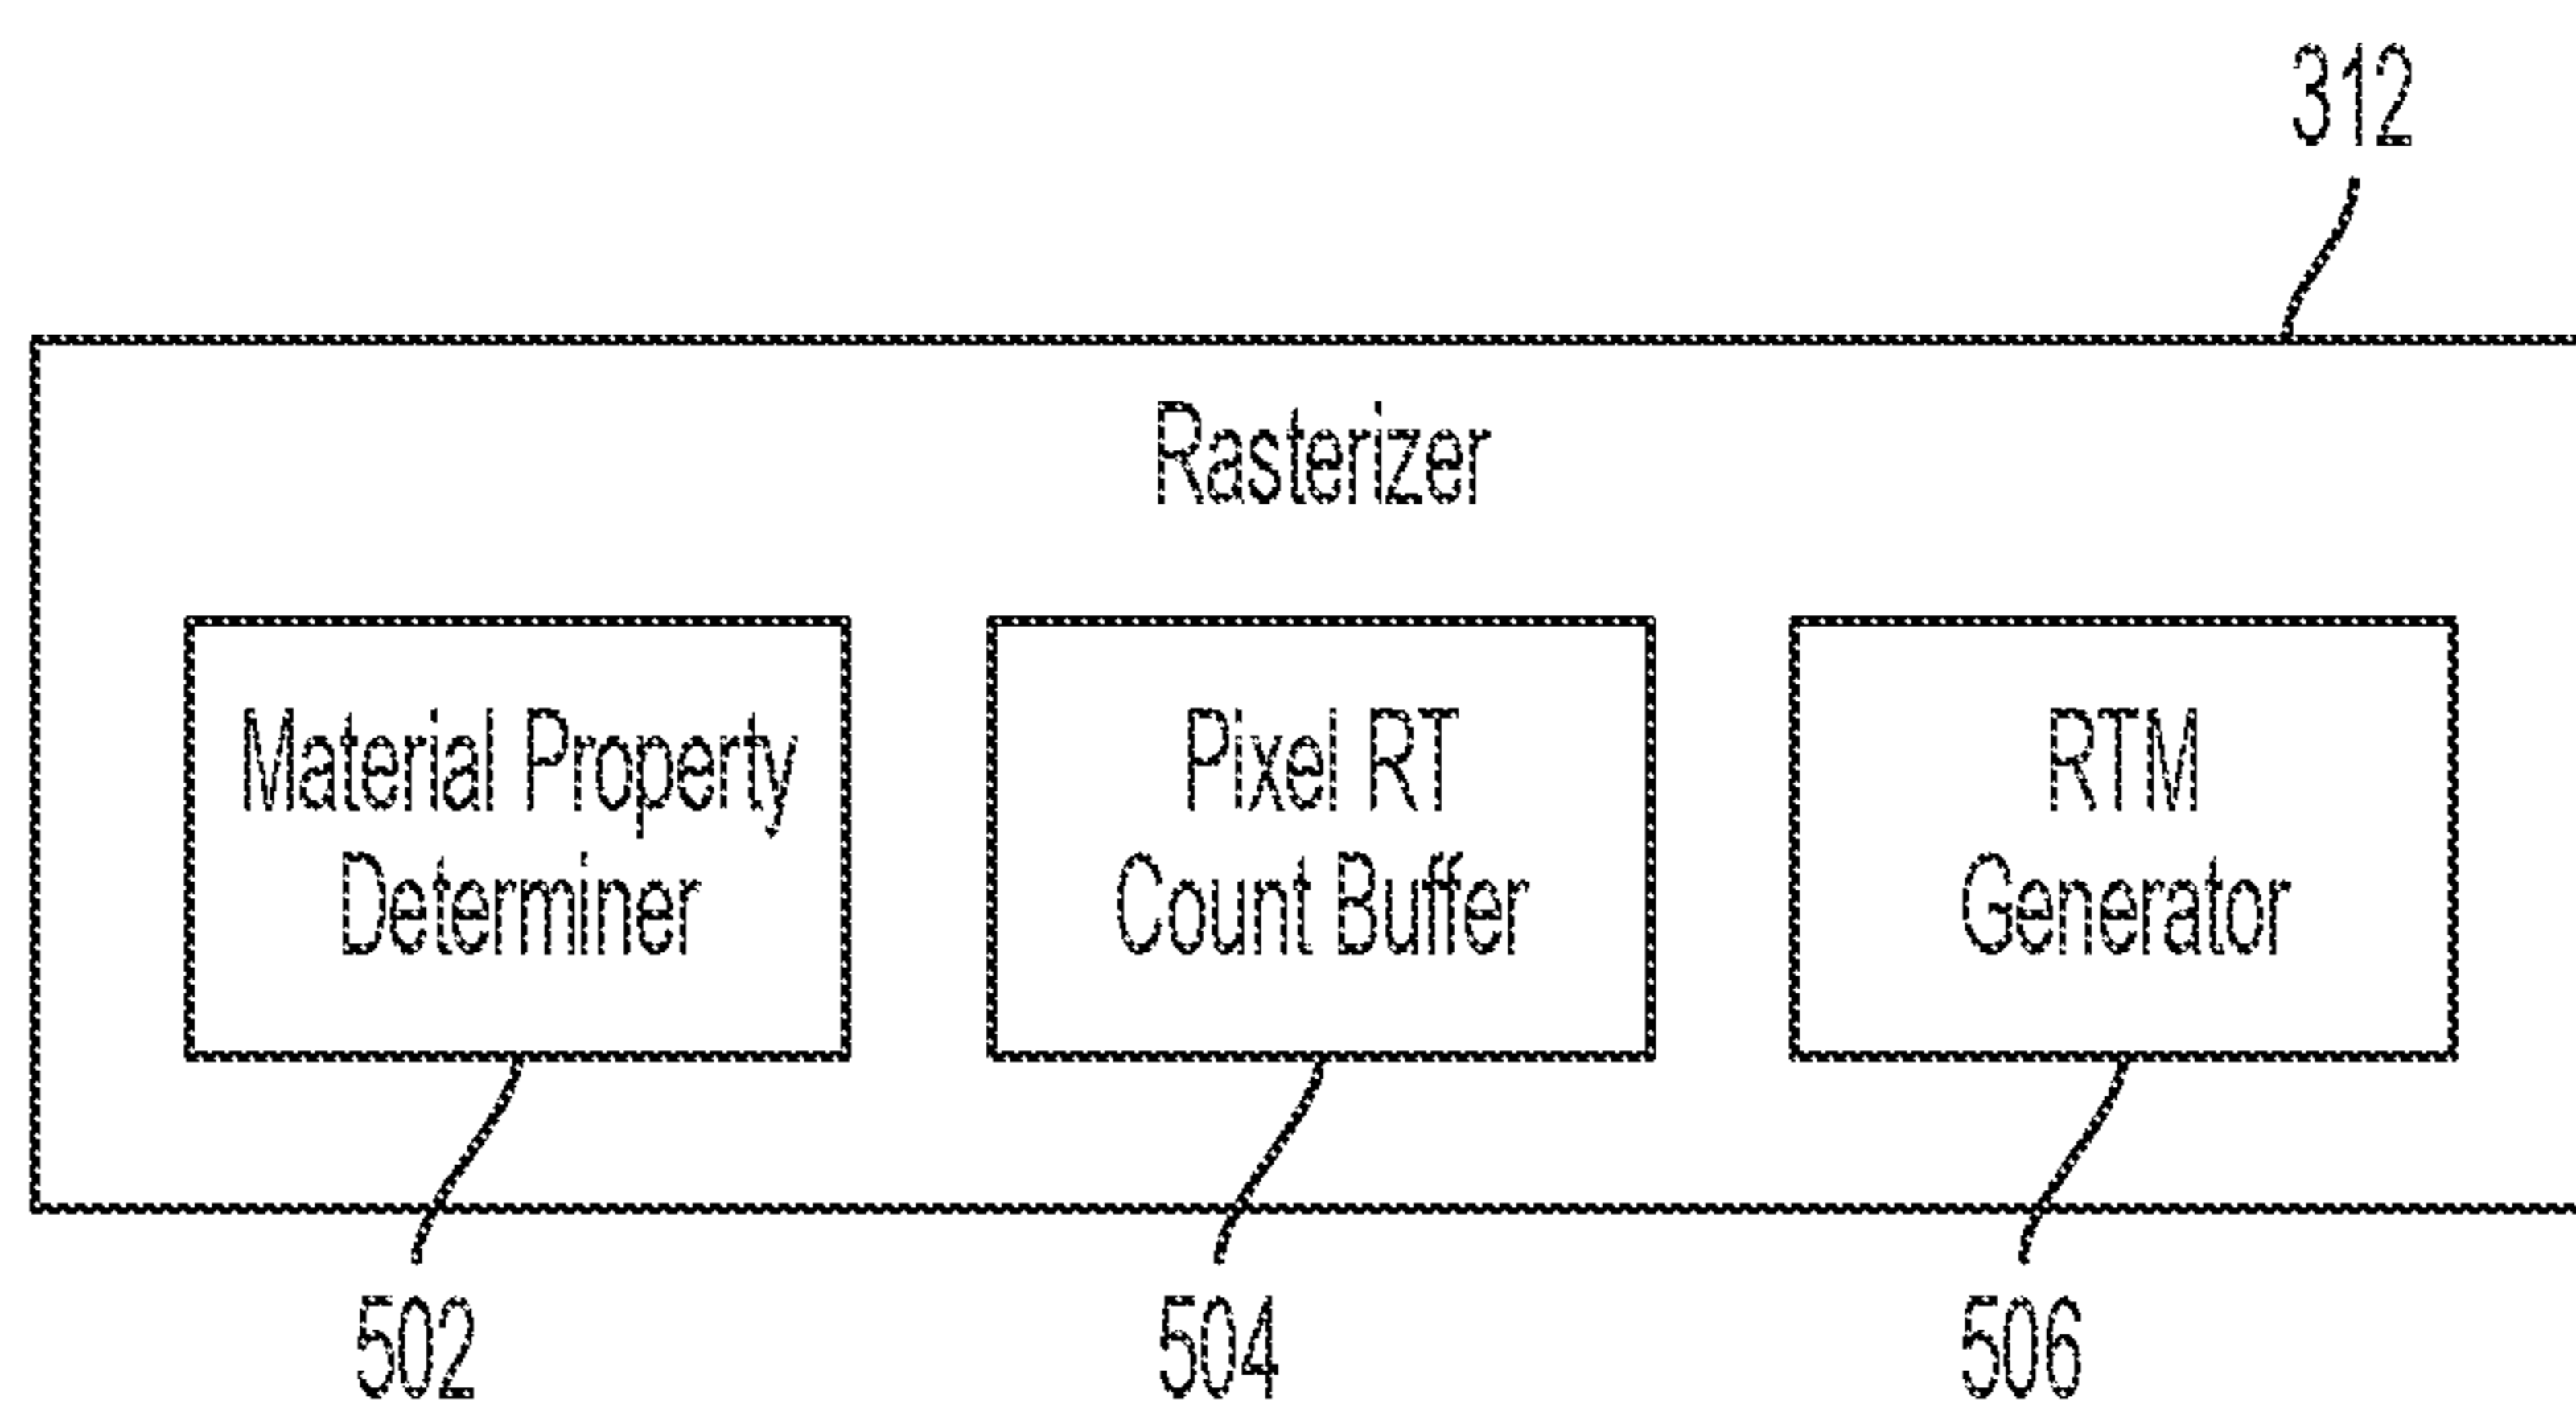 312
Rasterizer
Material Property
Determiner
Pixel RT
Count Buffer
RTM
Generator
502
504
506